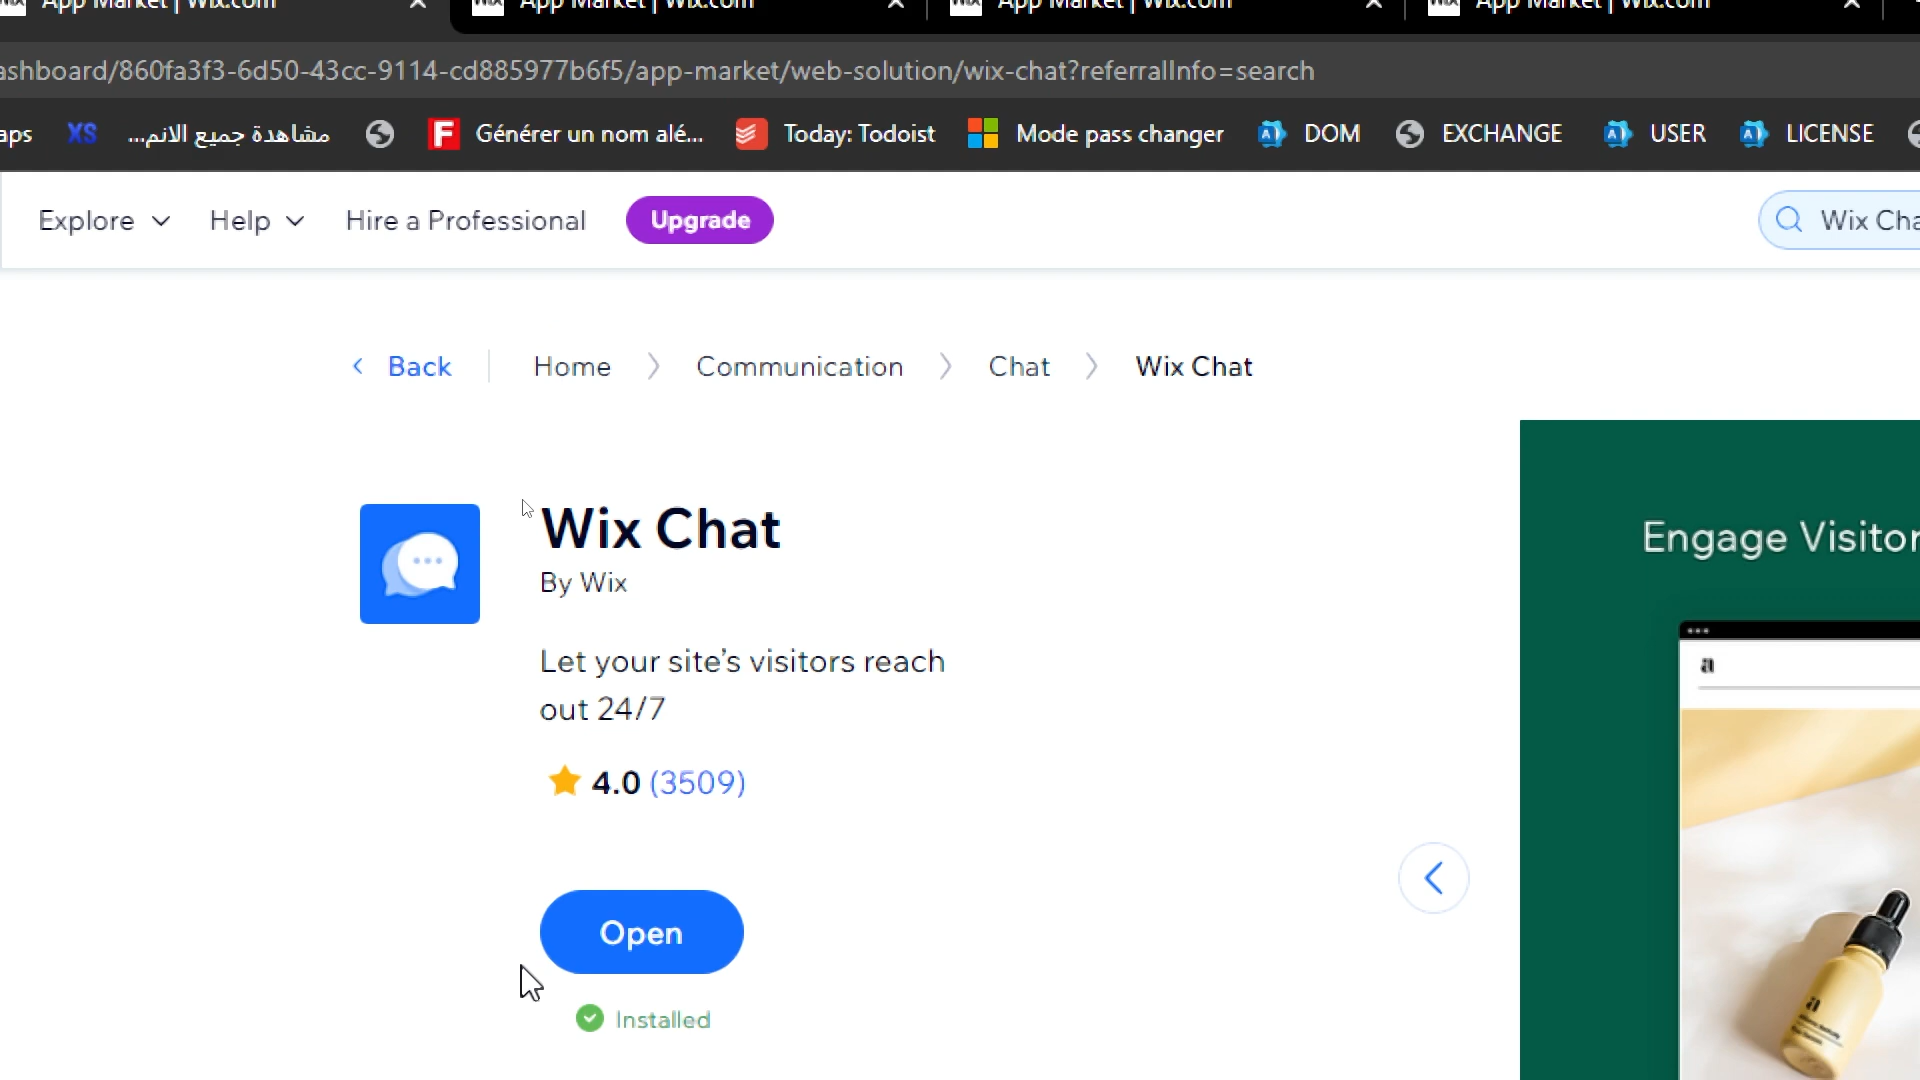 App Market | Wix.com
App Market | Wix.com
App Market | Wix.com
App Market | Wix.com
ashboard/860fa3f3-6d50-43cc-9114-cd885977b6f5/app-market/web-solution/wix-chat?referralInfo=search
aps
XS
مشاهدة جميع الانم...
Générer un nom alé...
Today: Todoist
Mode pass changer
DOM
EXCHANGE
USER
LICENSE
Explore
Help
Hire a Professional
Upgrade
Wix Cha
Back
Home
Communication
Chat
Wix Chat
Wix Chat
By Wix
Let your site's visitors reach
out 24/7
4.0 (3509)
Open
Installed
Engage Visitor
a